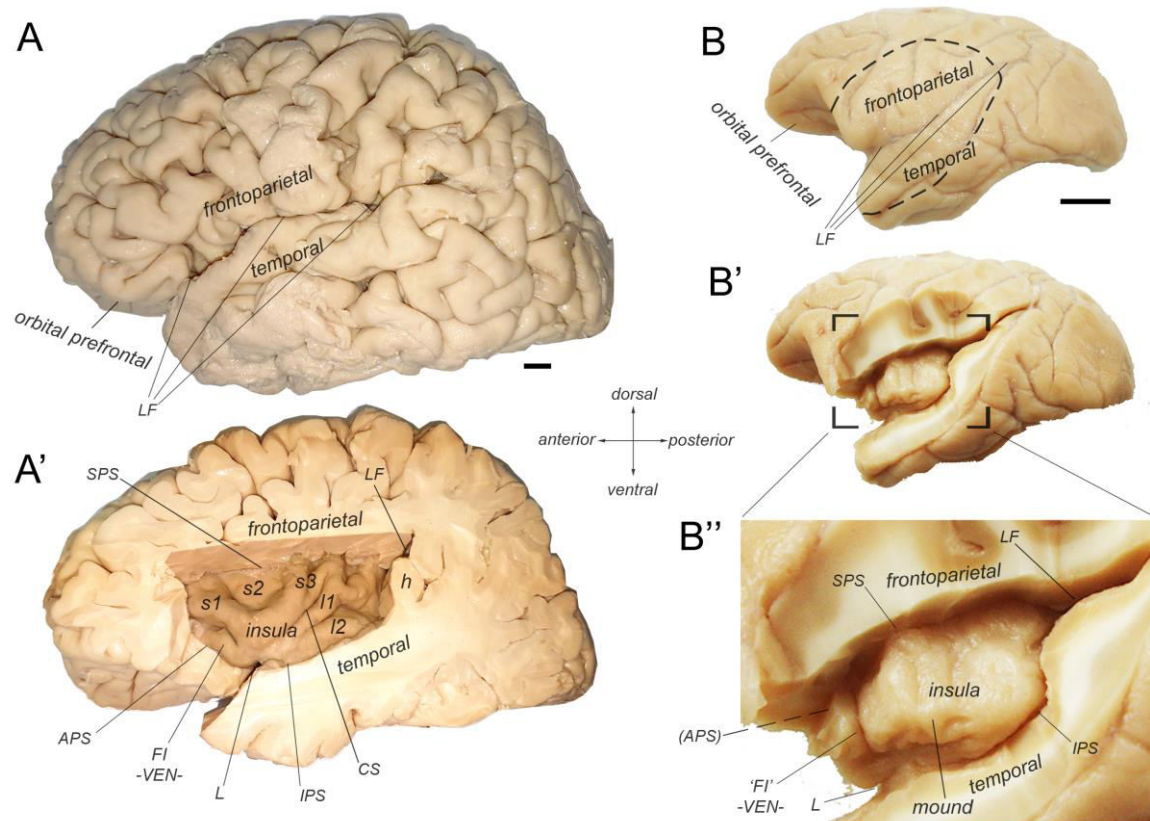 A
frontoparietal
temporal
orbital prefrontal
LF
B
frontoparietal
temporal
orbital prefrontal
LF
B'
dorsal
anterior
posterior
ventral
A'
SPS
LF
frontoparietal
s1
s2
s3
l1
l2
h
insula
temporal
APS
FI
-VEN-
L
IPS
CS
B''
LF
SPS
frontoparietal
insula
(APS)
'FI'
-VEN-
L
mound
temporal
IPS